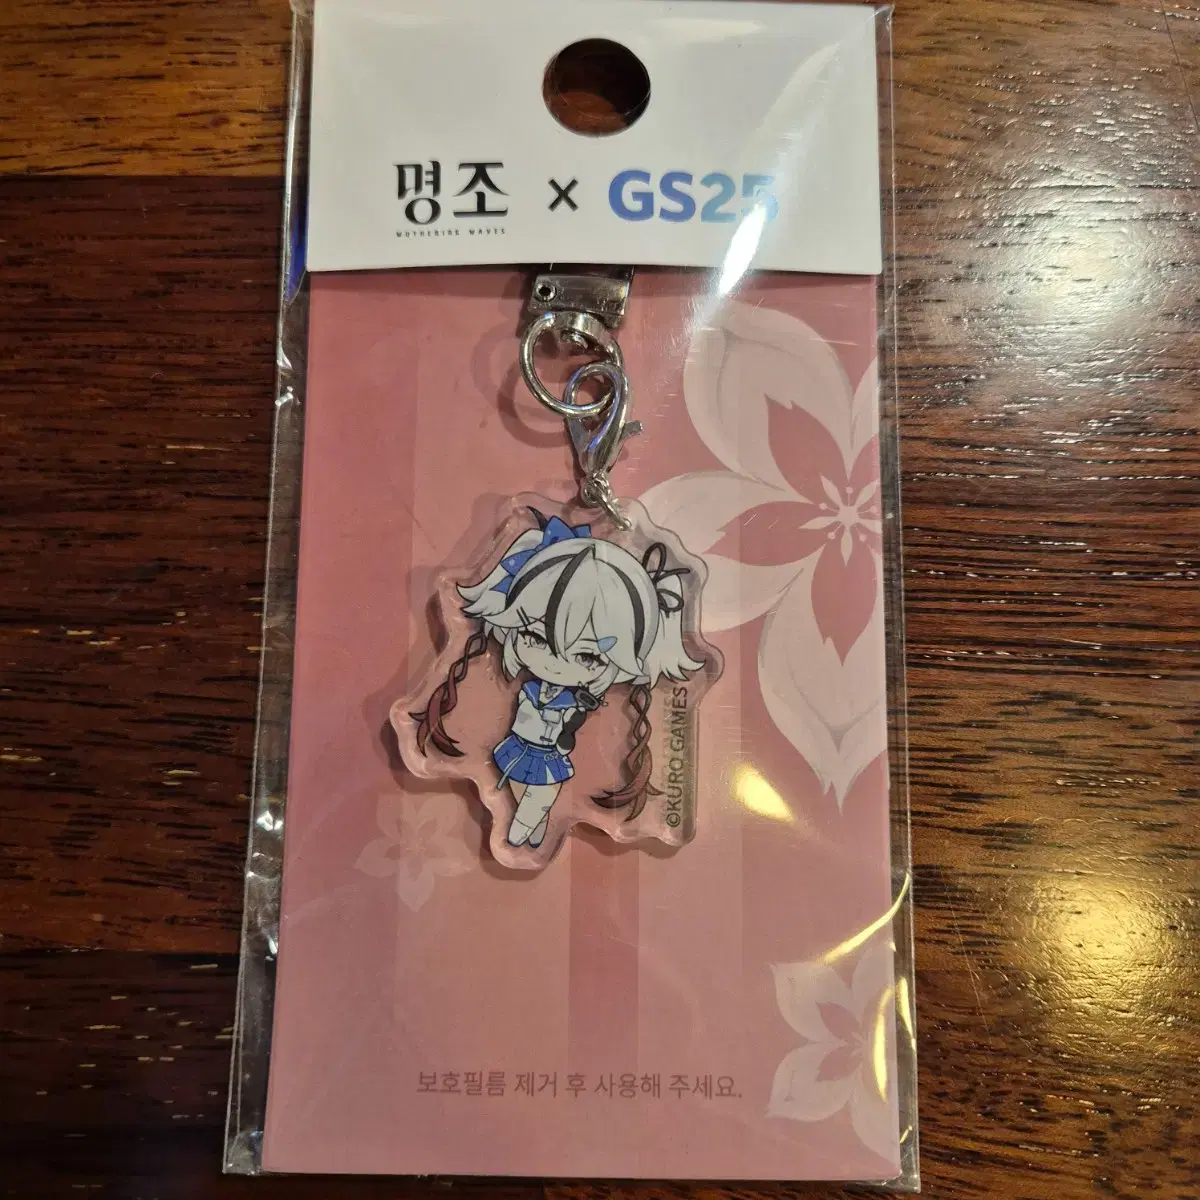 명조 × GS25
WUTHERING WAVES
©KURO GAMES
보호필름 제거 후 사용해 주세요.